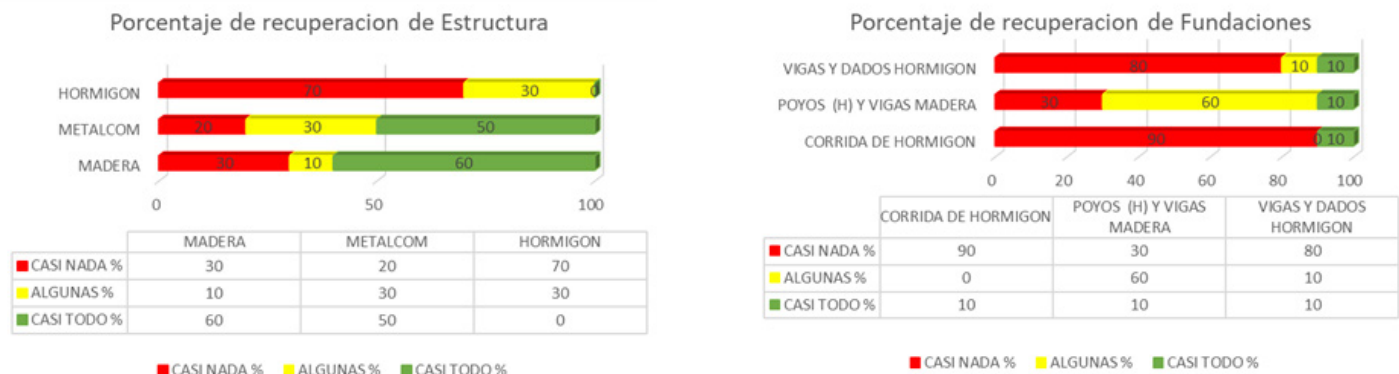 Porcentaje de recuperacion de Estructura
HORMIGON
70
30
0
METALCOM
20
30
50
MADERA
30
10
60
0
50
100
MADERA METALCOM HORMIGON
CASI NADA % 30 20 70
ALGUNAS % 10 30 30
CASI TODO % 60 50 0
CASI NADA % ALGUNAS % CASI TODO %
Porcentaje de recuperacion de Fundaciones
VIGAS Y DADOS HORMIGON
80
10
10
POYOS (H) Y VIGAS MADERA
30
60
10
CORRIDA DE HORMIGON
90
0
10
0
20
40
60
80
100
CORRIDA DE HORMIGON
POYOS (H) Y VIGAS
MADERA
VIGAS Y DADOS
HORMIGON
CASI NADA % 90 30 80
ALGUNAS % 0 60 10
CASI TODO % 10 10 10
CASI NADA % ALGUNAS % CASI TODO %